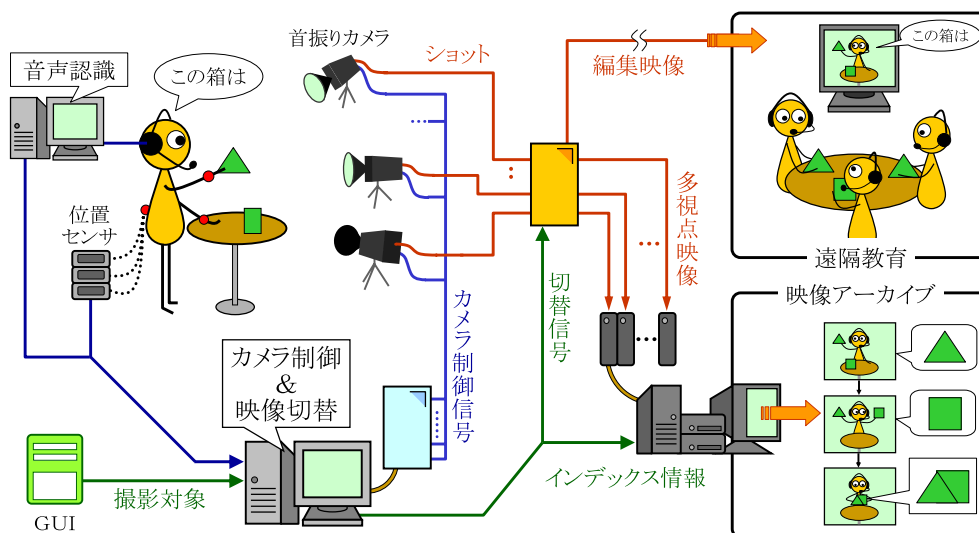 音声認識
この箱は
位置
センサ
首振りカメラ
ショット
編集映像
この箱は
遠隔教育
多視点映像
切替信号
カメラ制御信号
カメラ制御
&
映像切替
GUI
撮影対象
インデックス情報
映像アーカイブ